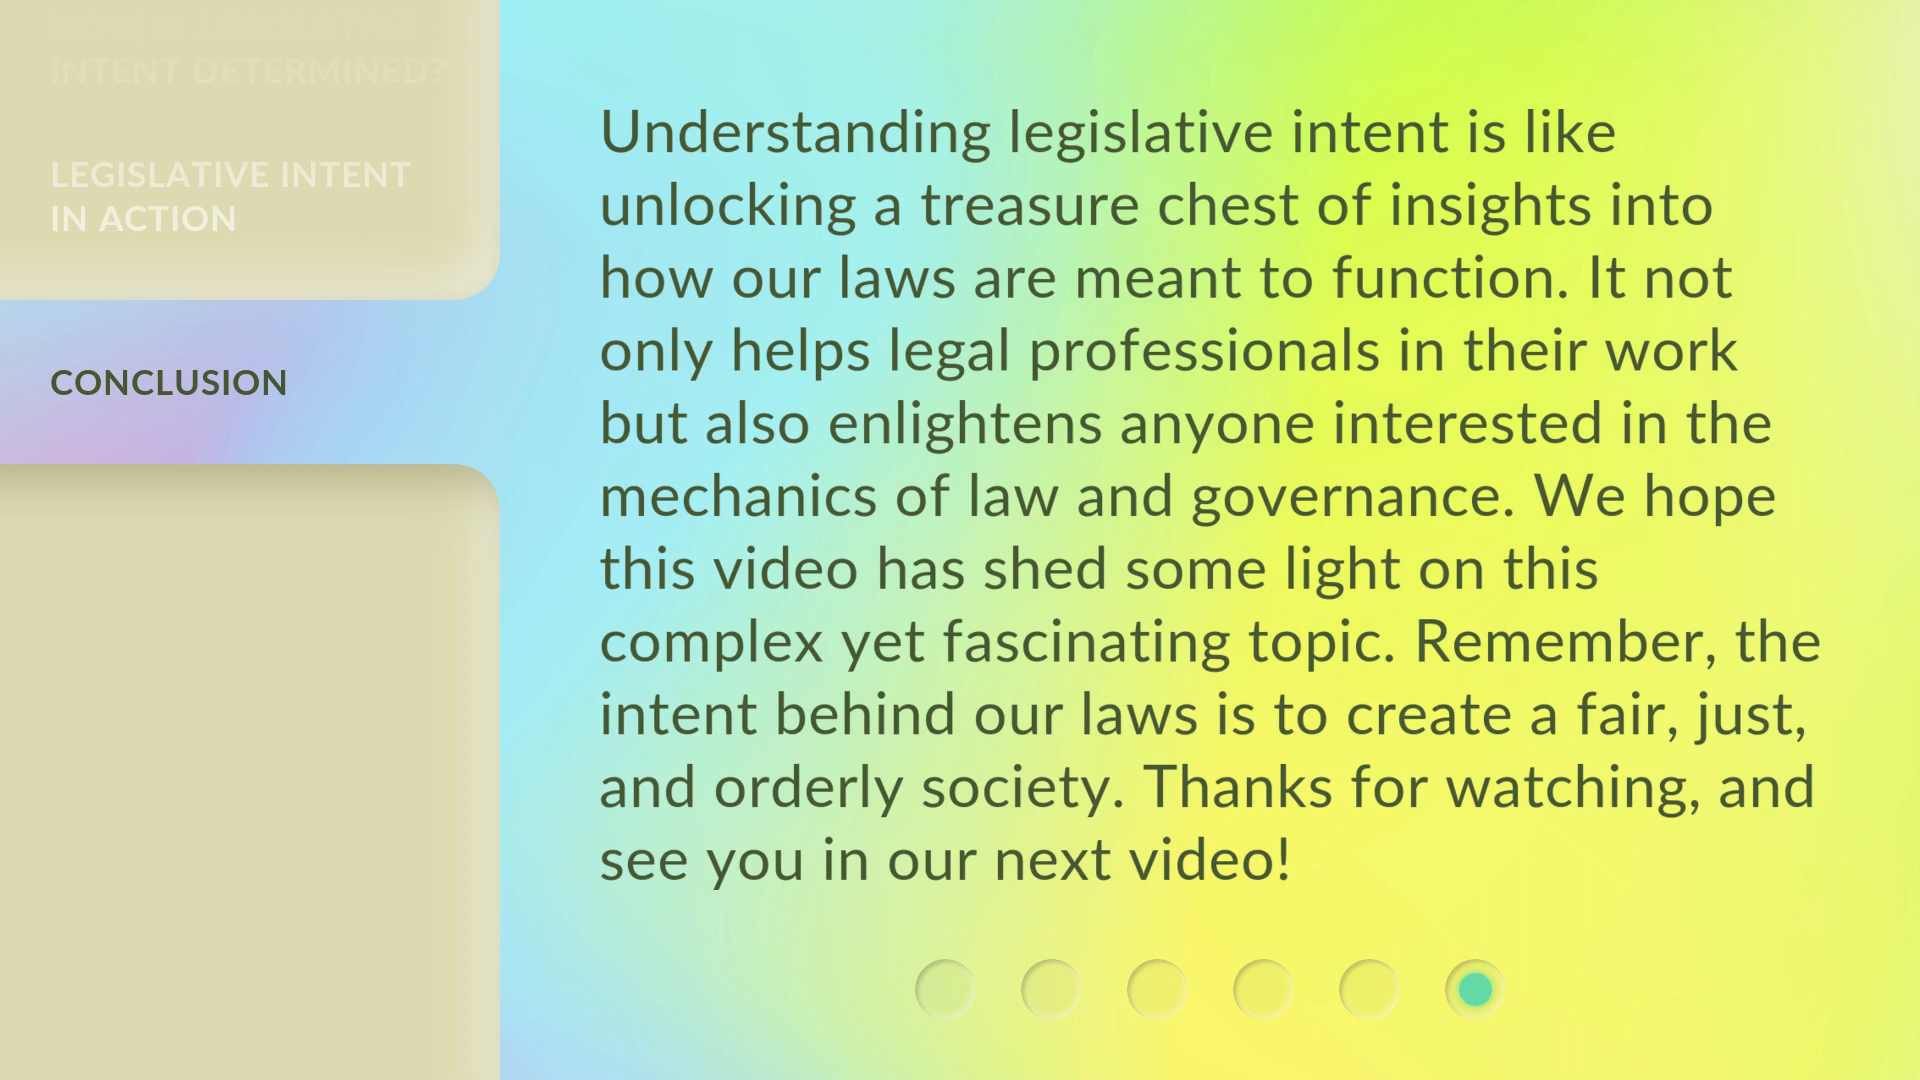 HOW IS LEGISLATIVE
INTENT DETERMINED?
LEGISLATIVE INTENT
IN ACTION
CONCLUSION
Understanding legislative intent is like
unlocking a treasure chest of insights into
how our laws are meant to function. It not
only helps legal professionals in their work
but also enlightens anyone interested in the
mechanics of law and governance. We hope
this video has shed some light on this
complex yet fascinating topic. Remember, the
intent behind our laws is to create a fair, just,
and orderly society. Thanks for watching, and
see you in our next video!